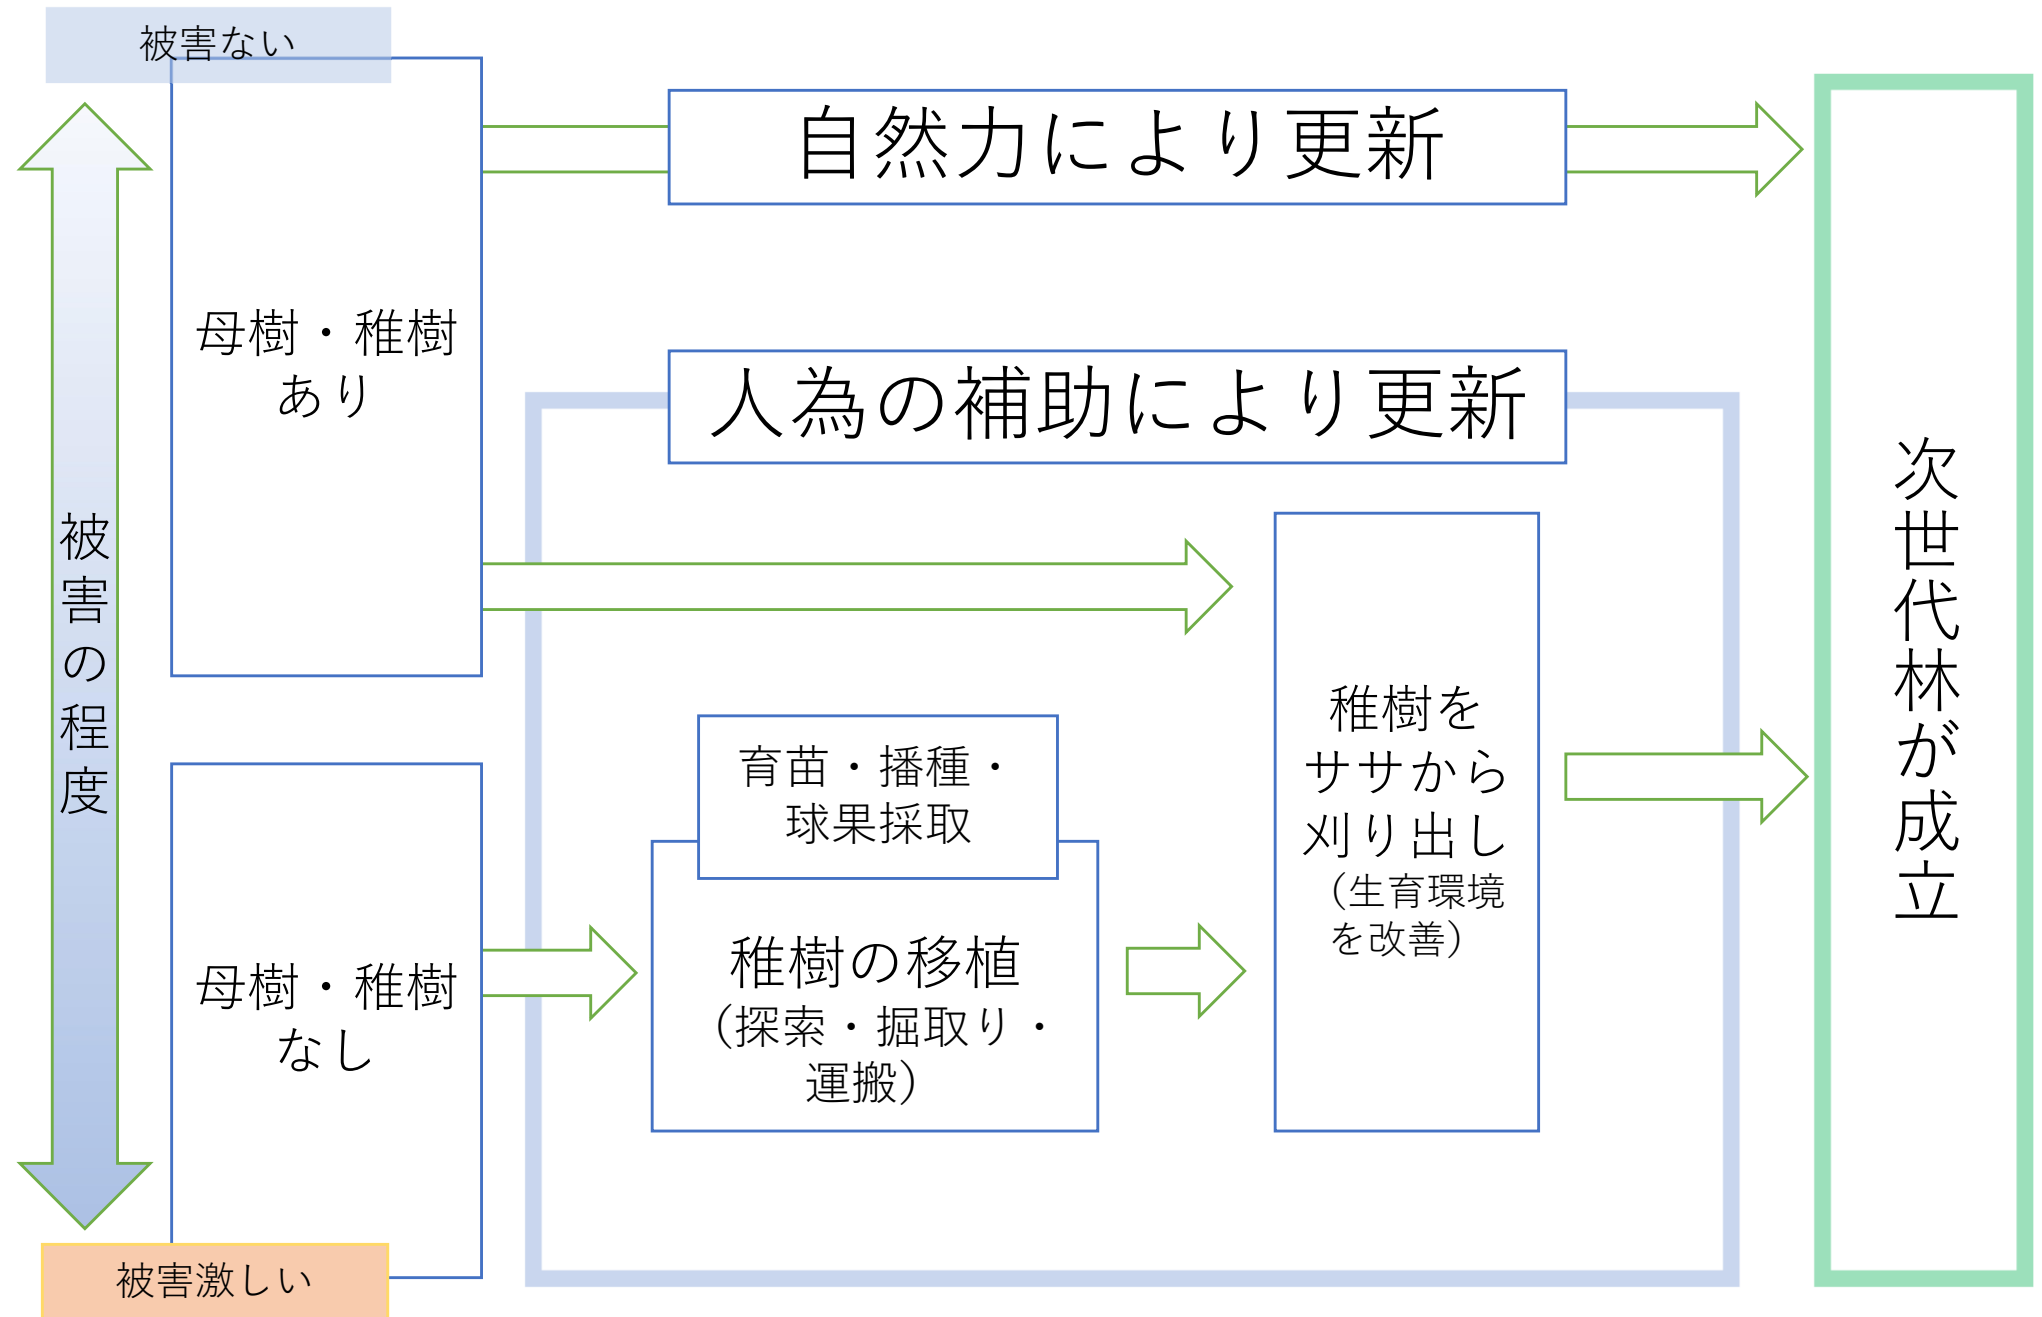 被害ない
被害の程度
被害激しい
母樹・稚樹
あり
母樹・稚樹
なし
自然力により更新
人為の補助により更新
育苗・播種・
球果採取
稚樹の移植
（探索・掘取り・
運搬）
稚樹を
ササから
刈り出し
（生育環境
を改善）
次世代林が成立